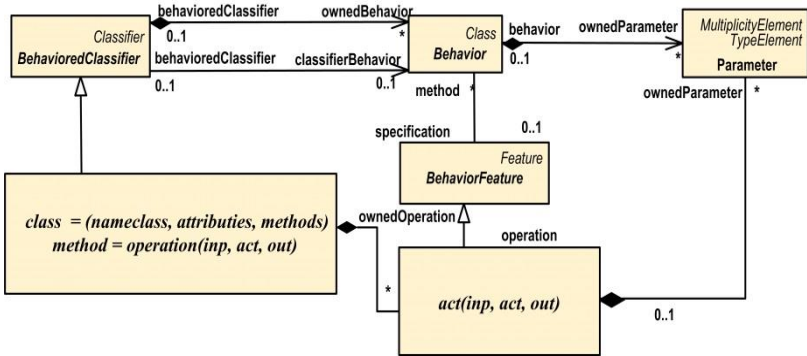 behavioredClassifier ownedBehavior
Classifier
BehavioredClassifier
0..1
*
behavioredClassifier classifierBehavior
0..1
0..1
Class
Behavior
behavior ownedParameter
0..1
*
MultiplicityElement
TypeElement
Parameter
method *
ownedParameter *
specification 0..1
Feature
BehaviorFeature
class = (nameclass, attributies, methods)
method = operation(inp, act, out)
ownedOperation
operation
*
act(inp, act, out)
0..1